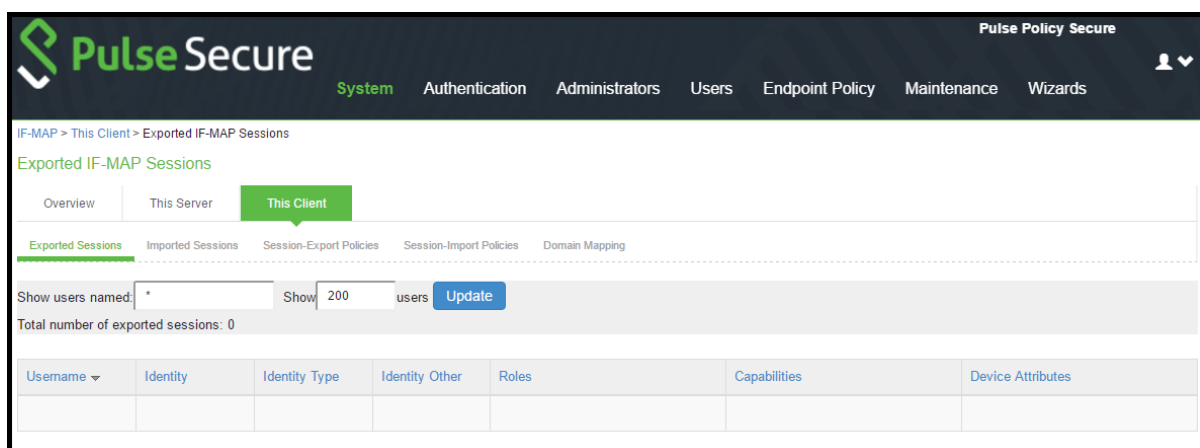 Pulse Policy Secure
Pulse Secure
System Authentication Administrators Users Endpoint Policy Maintenance Wizards
IF-MAP > This Client > Exported IF-MAP Sessions
Exported IF-MAP Sessions
Overview This Server This Client
Exported Sessions Imported Sessions Session-Export Policies Session-Import Policies Domain Mapping
Show users named: * Show 200 users Update
Total number of exported sessions: 0
Username Identity Identity Type Identity Other Roles Capabilities Device Attributes